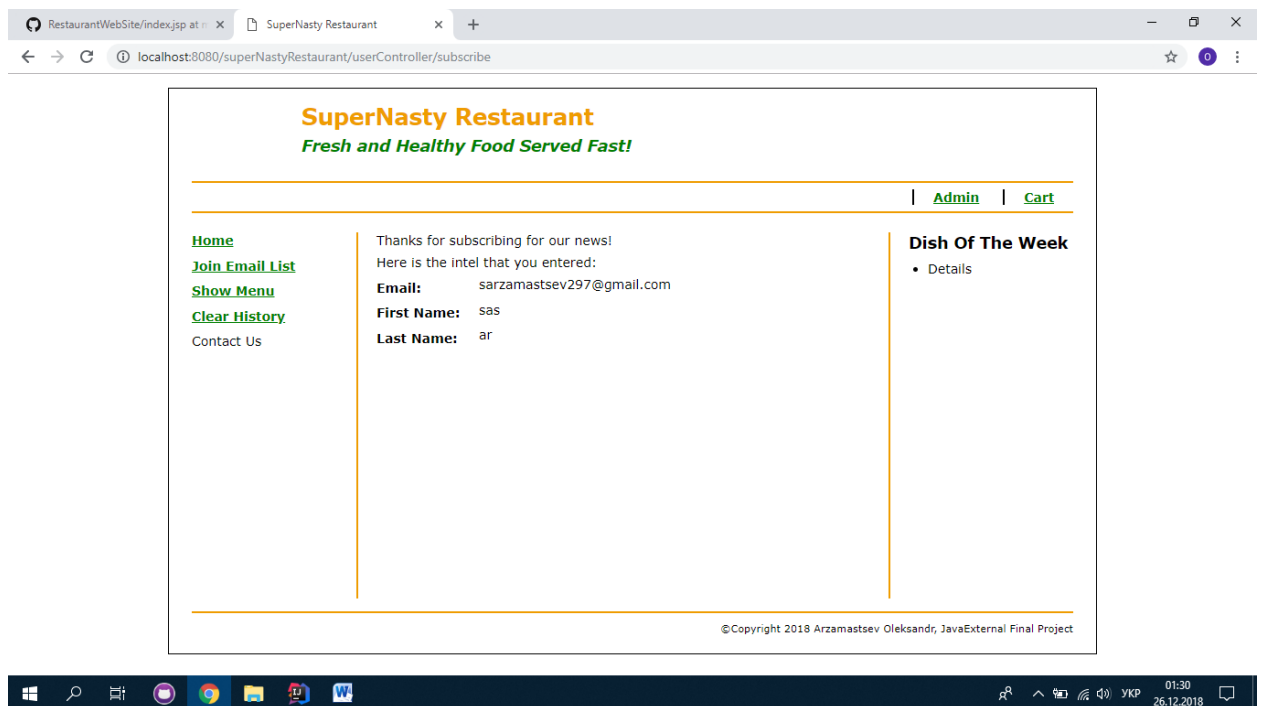 RestaurantWebSite/index.jsp at
SuperNasty Restaurant
localhost:8080/superNastyRestaurant/userController/subscribe
O
SuperNasty Restaurant
Fresh and Healthy Food Served Fast!
Admin Cart
Home
Join Email List
Show Menu
Clear History
Contact Us
Thanks for subscribing for our news!
Here is the intel that you entered:
Email: sarzamastsev297@gmail.com
First Name: sas
Last Name: ar
Dish Of The Week
• Details
©Copyright 2018 Arzamastsev Oleksandr, JavaExternal Final Project
УКР
01:30
26.12.2018